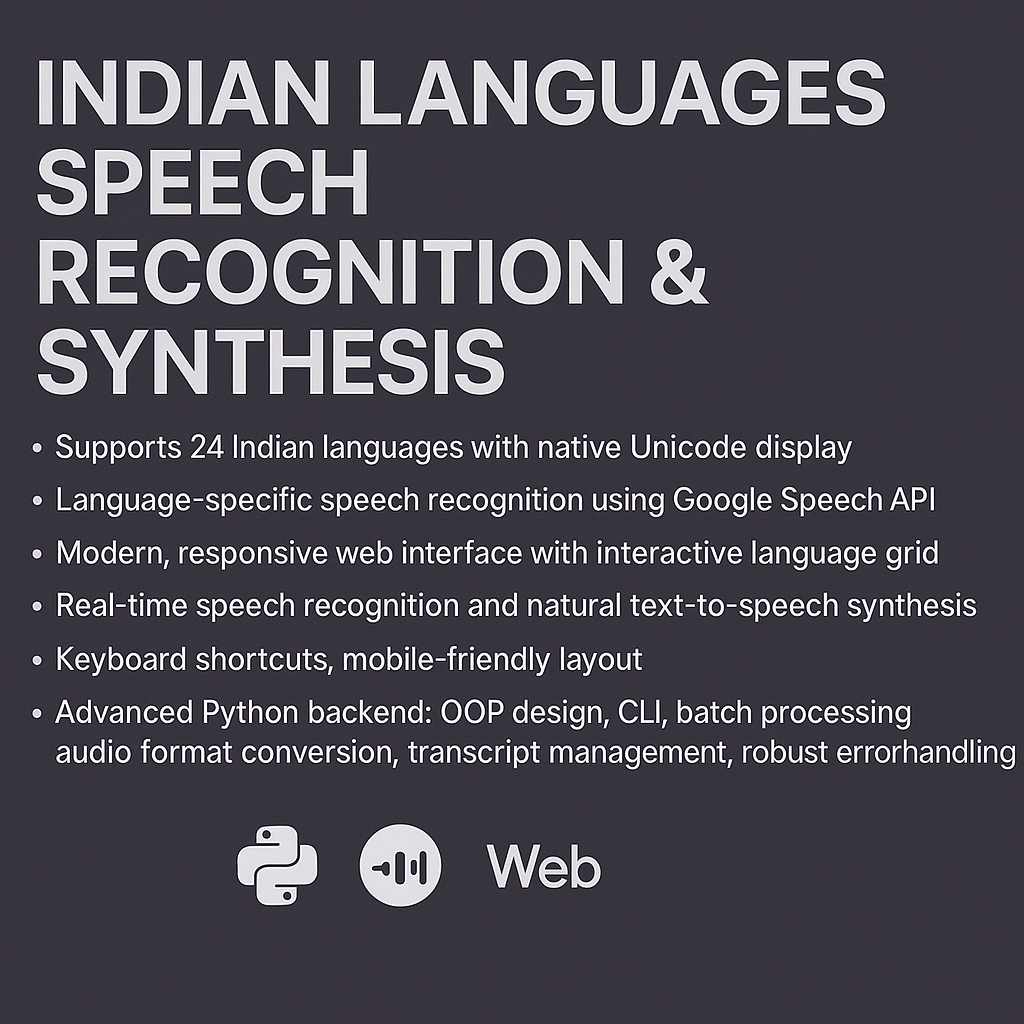 INDIAN LANGUAGES
SPEECH
RECOGNITION &
SYNTHESIS
• Supports 24 Indian languages with native Unicode display
• Language-specific speech recognition using Google Speech API
• Modern, responsive web interface with interactive language grid
• Real-time speech recognition and natural text-to-speech synthesis
• Keyboard shortcuts, mobile-friendly layout
• Advanced Python backend: OOP design, CLI, batch processing
audio format conversion, transcript management, robust errorhandling
Web